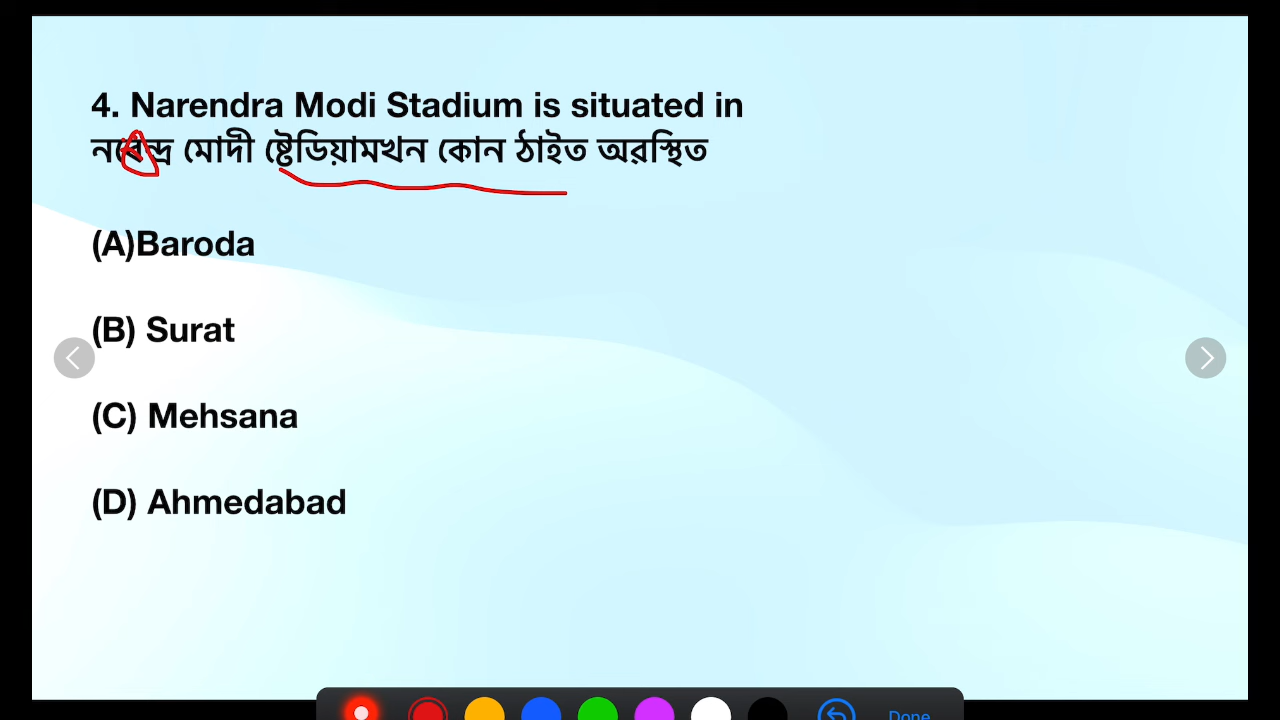 4. Narendra Modi Stadium is situated in
নৰেন্দ্ৰ মোদী ষ্টেডিয়ামখন কোন ঠাইত অৱস্থিত
(A)Baroda
(B) Surat
(C) Mehsana
(D) Ahmedabad
Done